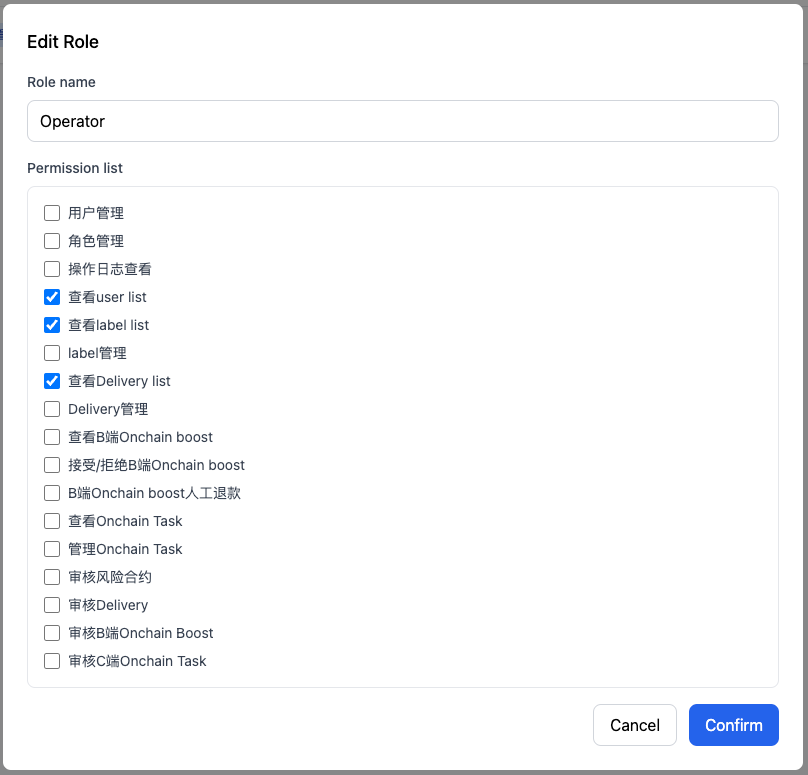 Edit Role
Role name
Operator
Permission list
用户管理
角色管理
操作日志查看
查看user list
查看label list
label管理
查看Delivery list
Delivery管理
查看B端Onchain boost
接受/拒绝B端Onchain boost
B端Onchain boost人工退款
查看Onchain Task
管理Onchain Task
审核风险合约
审核Delivery
审核B端Onchain Boost
审核C端Onchain Task
Cancel
Confirm